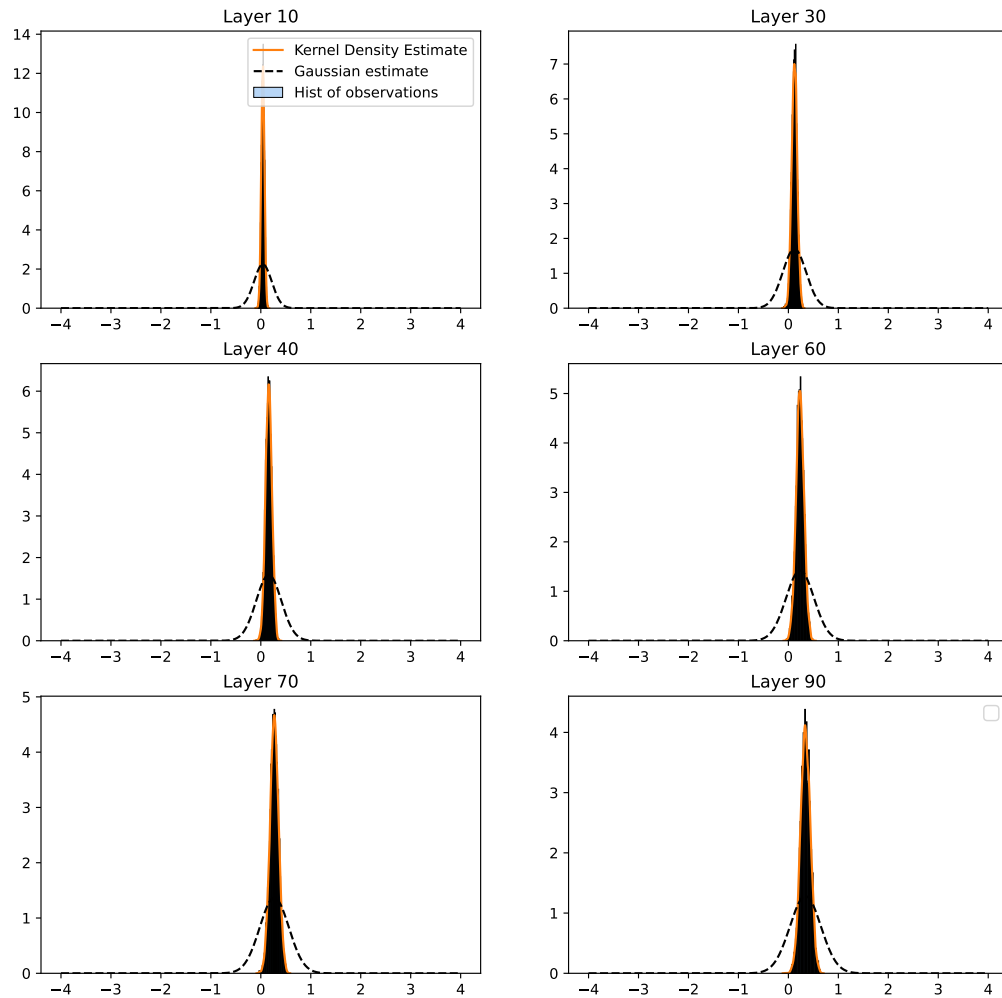 Layer 10
14
12
10
8
6
4
2
0
Kernel Density Estimate
Gaussian estimate
Hist of observations
−4 −3 −2 −1 0 1 2 3 4
Layer 30
7
6
5
4
3
2
1
0
−4 −3 −2 −1 0 1 2 3 4
Layer 40
6
5
4
3
2
1
0
−4 −3 −2 −1 0 1 2 3 4
Layer 60
5
4
3
2
1
0
−4 −3 −2 −1 0 1 2 3 4
Layer 70
5
4
3
2
1
0
−4 −3 −2 −1 0 1 2 3 4
Layer 90
4
3
2
1
0
−4 −3 −2 −1 0 1 2 3 4